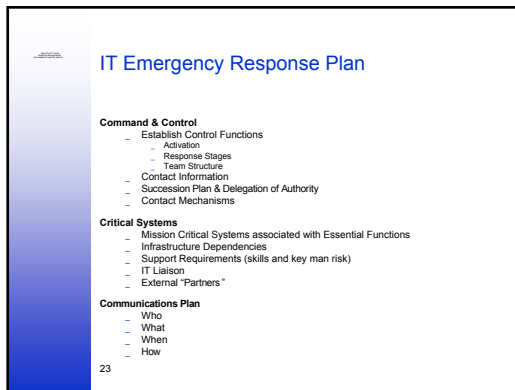 IT Emergency Response Plan
Command & Control
_ Establish Control Functions
_ Activation
_ Response Stages
_ Team Structure
_ Contact Information
_ Succession Plan & Delegation of Authority
_ Contact Mechanisms
Critical Systems
_ Mission Critical Systems associated with Essential Functions
_ Infrastructure Dependencies
_ Support Requirements (skills and key man risk)
_ IT Liaison
_ External “Partners”
Communications Plan
_ Who
_ What
_ When
_ How
23